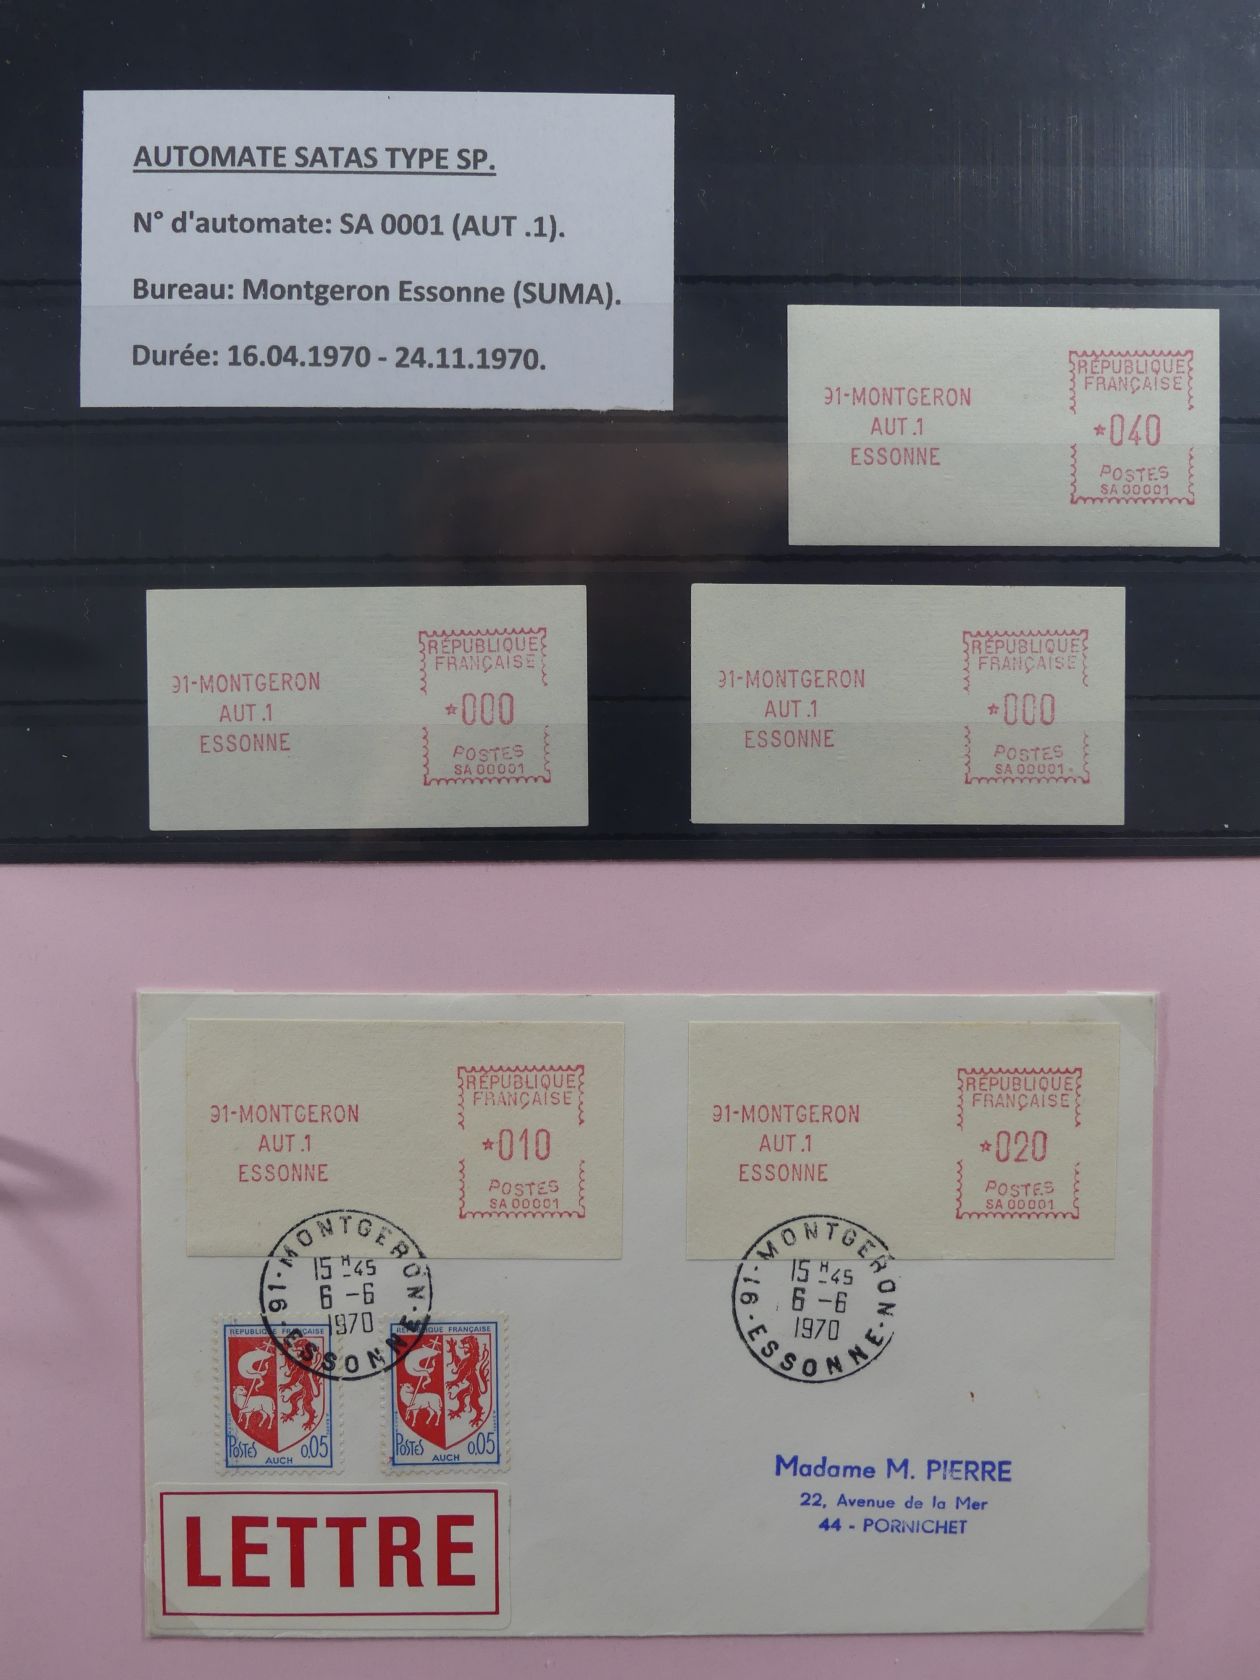 AUTOMATE SATAS TYPE SP.
N° d'automate: SA 0001 (AUT .1).
Bureau: Montgeron Essonne (SUMA).
Durée: 16.04.1970 - 24.11.1970.
91-MONTGERON
AUT.1
ESSONNE
RÉPUBLIQUE
FRANÇAISE
*040
POSTES
SA 00001
91-MONTGERON
AUT.1
ESSONNE
RÉPUBLIQUE
FRANÇAISE
*000
POSTES
SA 00001
91-MONTGERON
AUT.1
ESSONNE
RÉPUBLIQUE
FRANÇAISE
*000
POSTES
SA 00001
91-MONTGERON
AUT.1
ESSONNE
RÉPUBLIQUE
FRANÇAISE
*010
POSTES
SA 00001
91-MONTGERON
AUT.1
ESSONNE
RÉPUBLIQUE
FRANÇAISE
*020
POSTES
SA 00001
91-MONTGERON
15 H -45
6 -6
1970
ESSONNE
91-MONTGERON
15 H -45
6 -6
1970
ESSONNE
REPUBLIQUE FRANÇAISE
POSTES 0,05
AUCH
REPUBLIQUE FRANÇAISE
POSTES 0,05
AUCH
LETTRE
Madame M. PIERRE
22, Avenue de la Mer
44 - PORNICHET